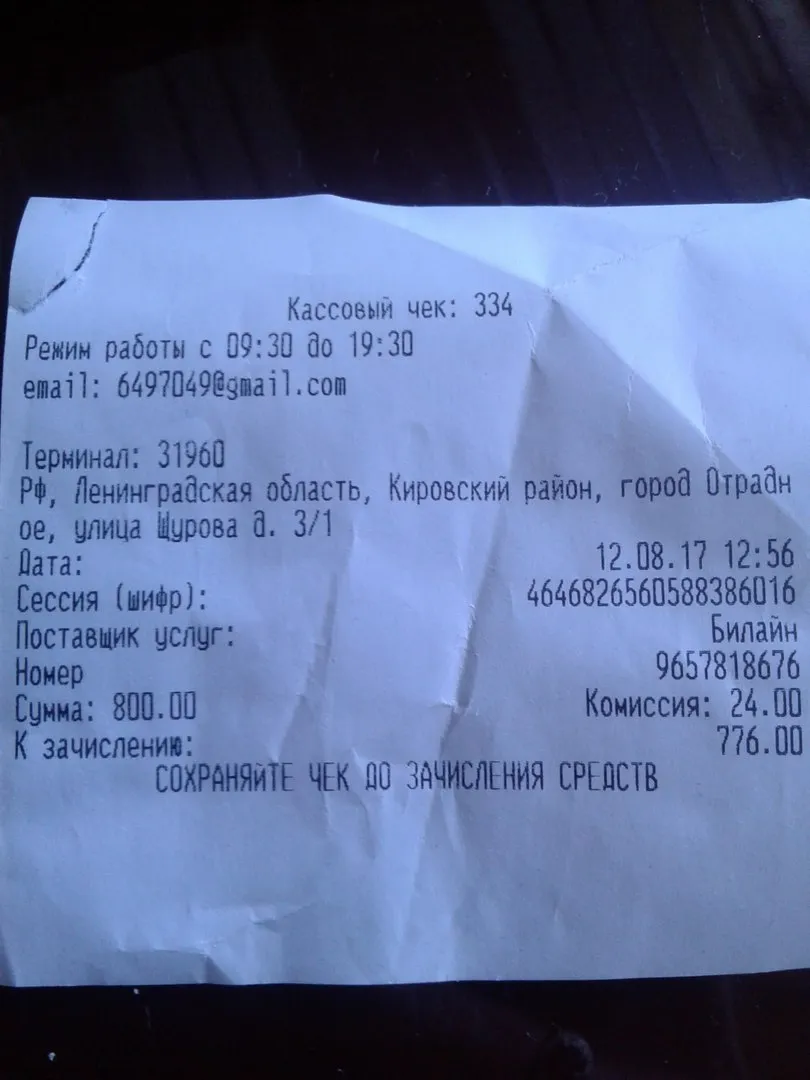 Кассовый чек: 334
Режим работы с 09:30 до 19:30
email: 6497049@gmail.com
Терминал: 31960
РФ, Ленинградская область, Кировский район, город Отрадн
ое, улица Щурова д. 3/1
Дата: 12.08.17 12:56
Сессия (шифр): 4646826560588386016
Поставщик услуг: Билайн
Номер 9657818676
Сумма: 800.00 Комиссия: 24.00
К зачислению: 776.00
СОХРАНЯЙТЕ ЧЕК ДО ЗАЧИСЛЕНИЯ СРЕДСТВ